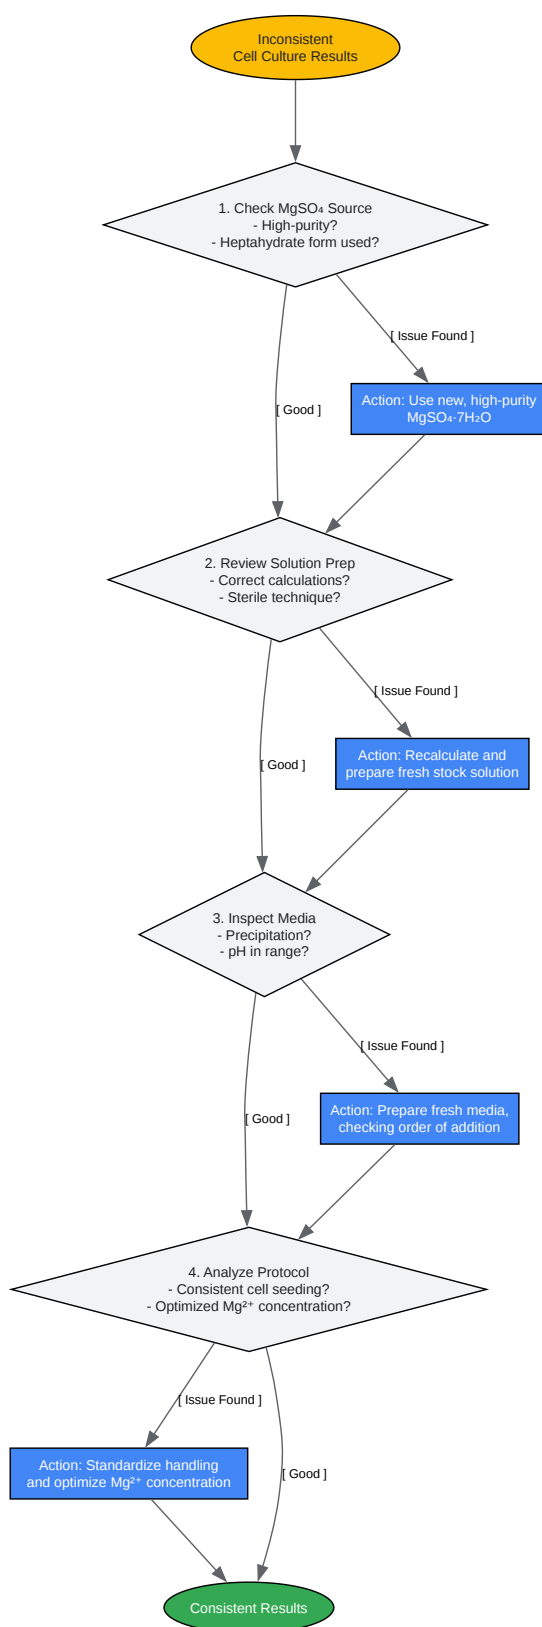 Inconsistent
Cell Culture Results
1. Check MgSO₄ Source
- High-purity?
- Heptahydrate form used?
[ Issue Found ]
[ Good ]
Action: Use new, high-purity
MgSO₄·7H₂O
2. Review Solution Prep
- Correct calculations?
- Sterile technique?
[ Issue Found ]
[ Good ]
Action: Recalculate and
prepare fresh stock solution
3. Inspect Media
- Precipitation?
- pH in range?
[ Issue Found ]
[ Good ]
Action: Prepare fresh media,
checking order of addition
4. Analyze Protocol
- Consistent cell seeding?
- Optimized Mg²⁺ concentration?
[ Issue Found ]
[ Good ]
Action: Standardize handling
and optimize Mg²⁺ concentration
Consistent Results